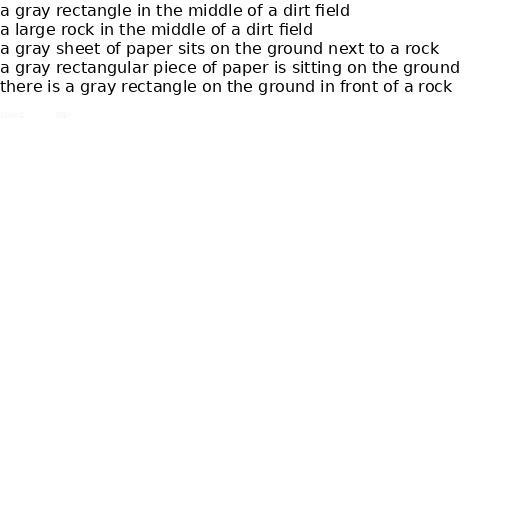 a gray rectangle in the middle of a dirt field
a large rock in the middle of a dirt field
a gray sheet of paper sits on the ground next to a rock
a gray rectangular piece of paper is sitting on the ground
there is a gray rectangle on the ground in front of a rock